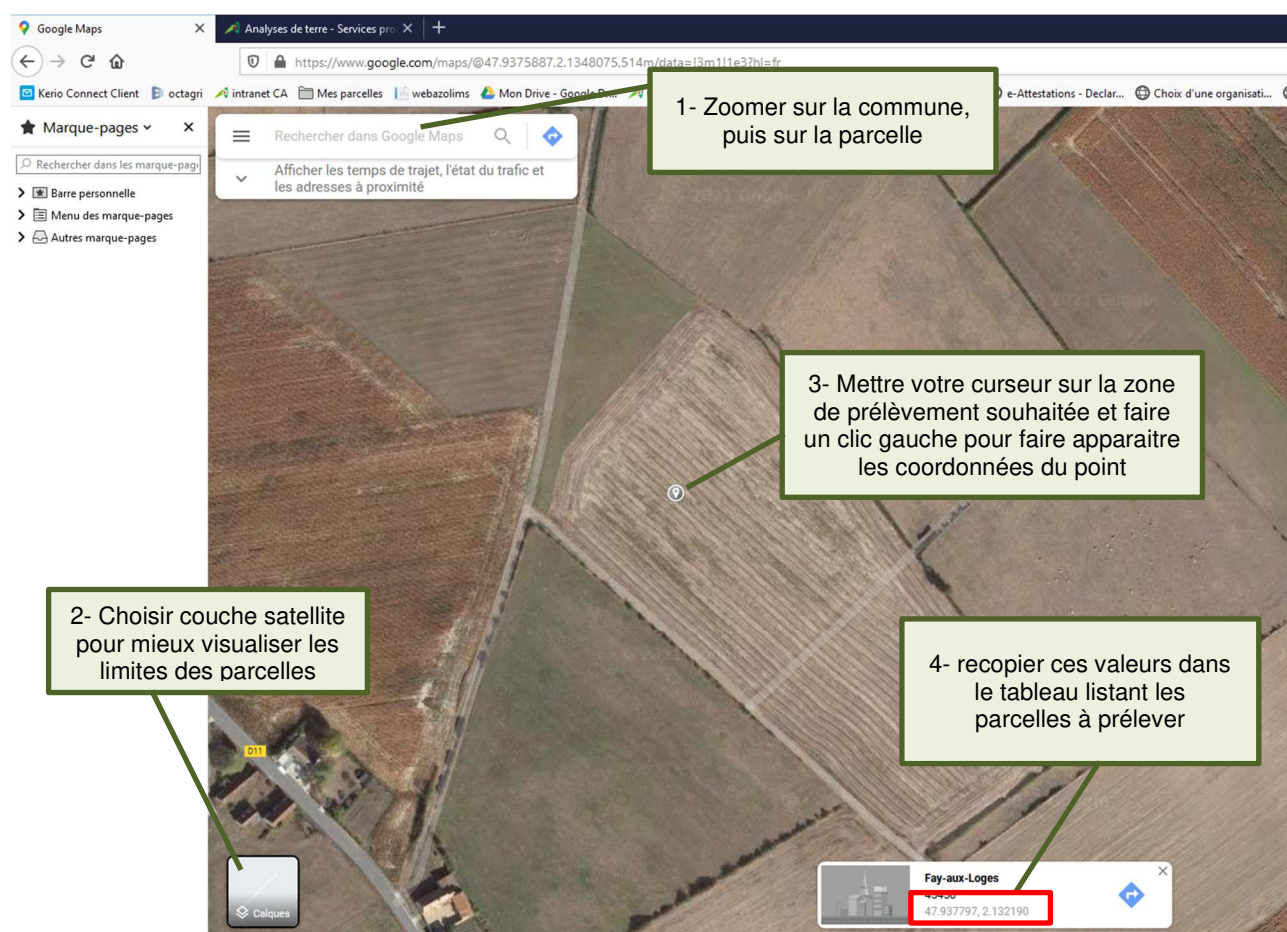 Google Maps
Analyses de terre - Services pro
https://www.google.com/maps/@47.9375887,2.1348075,514m/data=!3m1!1e3?hl=fr
Kerio Connect Client
octagri
intranet CA
Mes parcelles
webazolims
Mon Drive - Google Dri...
e-Attestations - Declar...
Choix d'une organisati...
Marque-pages
Rechercher dans les marque-pag
Barre personnelle
Menu des marque-pages
Autres marque-pages
Rechercher dans Google Maps
Afficher les temps de trajet, l'état du trafic et
les adresses à proximité
1- Zoomer sur la commune,
puis sur la parcelle
3- Mettre votre curseur sur la zone
de prélèvement souhaitée et faire
un clic gauche pour faire apparaitre
les coordonnées du point
2- Choisir couche satellite
pour mieux visualiser les
limites des parcelles
4- recopier ces valeurs dans
le tableau listant les
parcelles à prélever
D11
Calques
Fay-aux-Loges
45450
47.937797, 2.132190